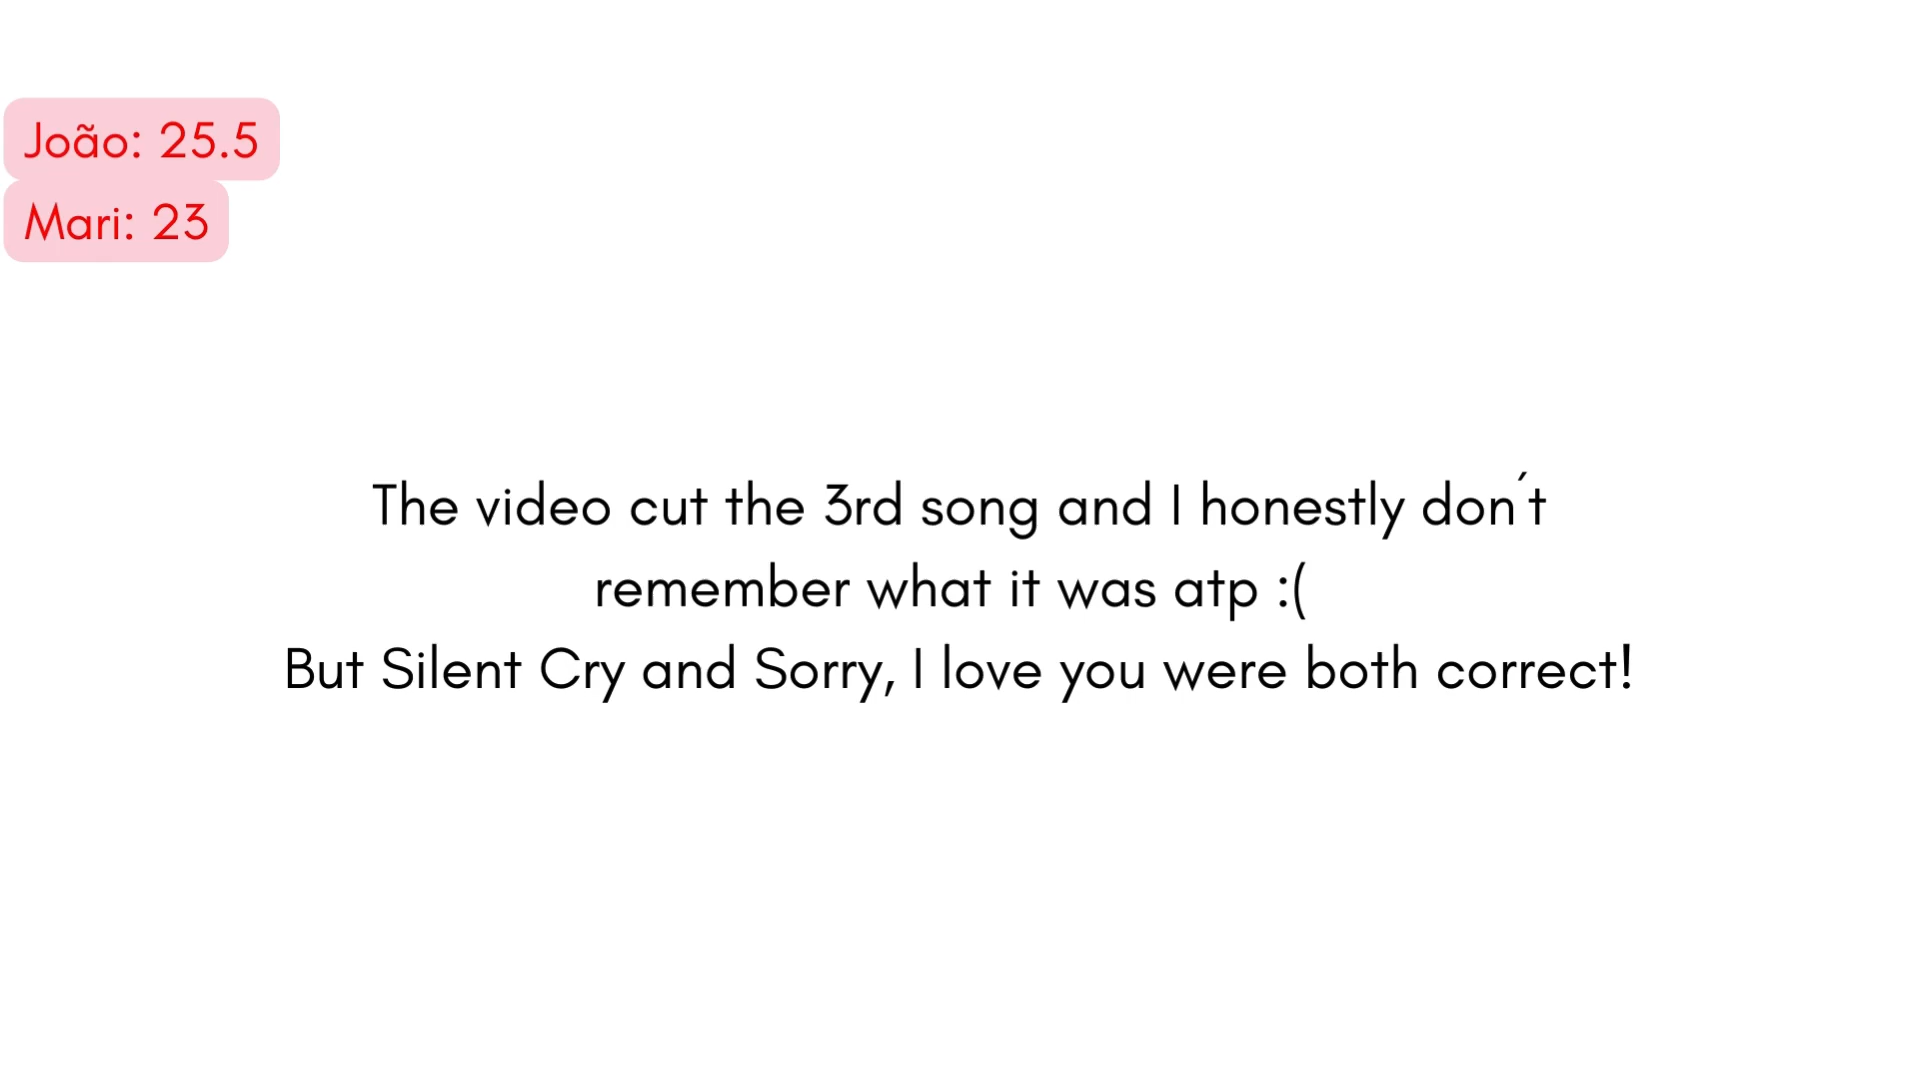 João: 25.5
Mari: 23
The video cut the 3rd song and I honestly don´t
remember what it was atp :(
But Silent Cry and Sorry, I love you were both correct!